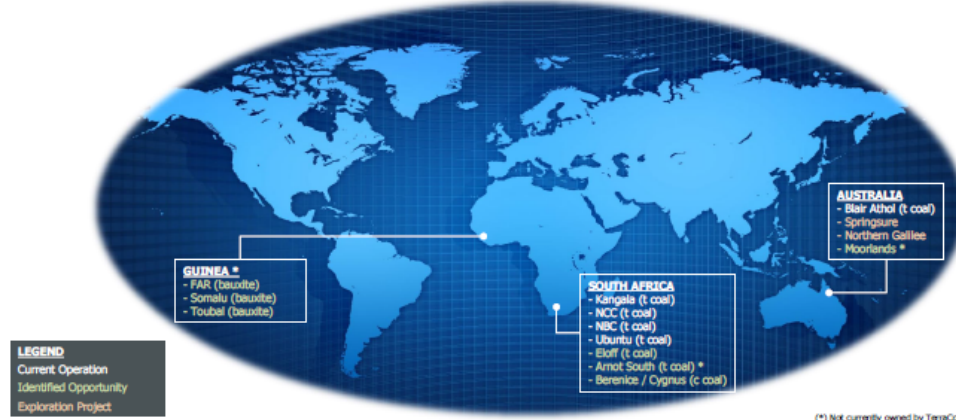 AUSTRALIA
- Blair Athol (t coal)
- Springsure
- Northern Galilee
- Moorlands *
GUINEA *
- FAR (bauxite)
- Somalu (bauxite)
- Toubal (bauxite)
SOUTH AFRICA
- Kangala (t coal)
- NCC (t coal)
- NBC (t coal)
- Ubuntu (t coal)
- Eloff (t coal)
- Arnot South (t coal) *
- Berenice / Cygnus (c coal)
LEGEND
Current Operation
Identified Opportunity
Exploration Project
(*) Not currently owned by TerraCo